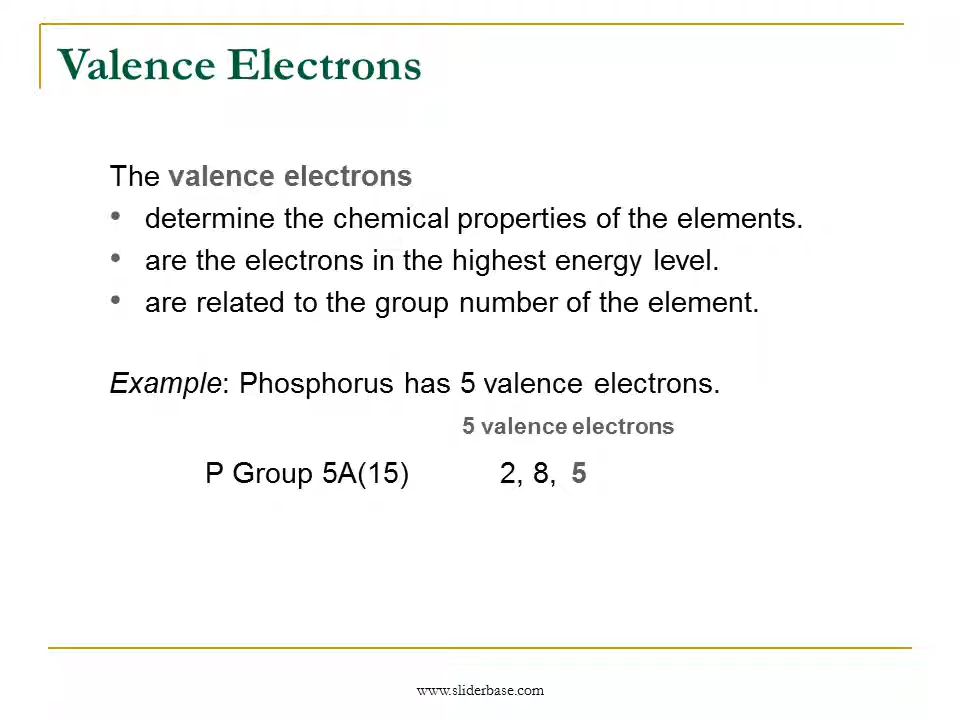 Valence Electrons
The valence electrons
• determine the chemical properties of the elements.
• are the electrons in the highest energy level.
• are related to the group number of the element.
Example: Phosphorus has 5 valence electrons.
5 valence electrons
P Group 5A(15) 2, 8, 5
www.sliderbase.com